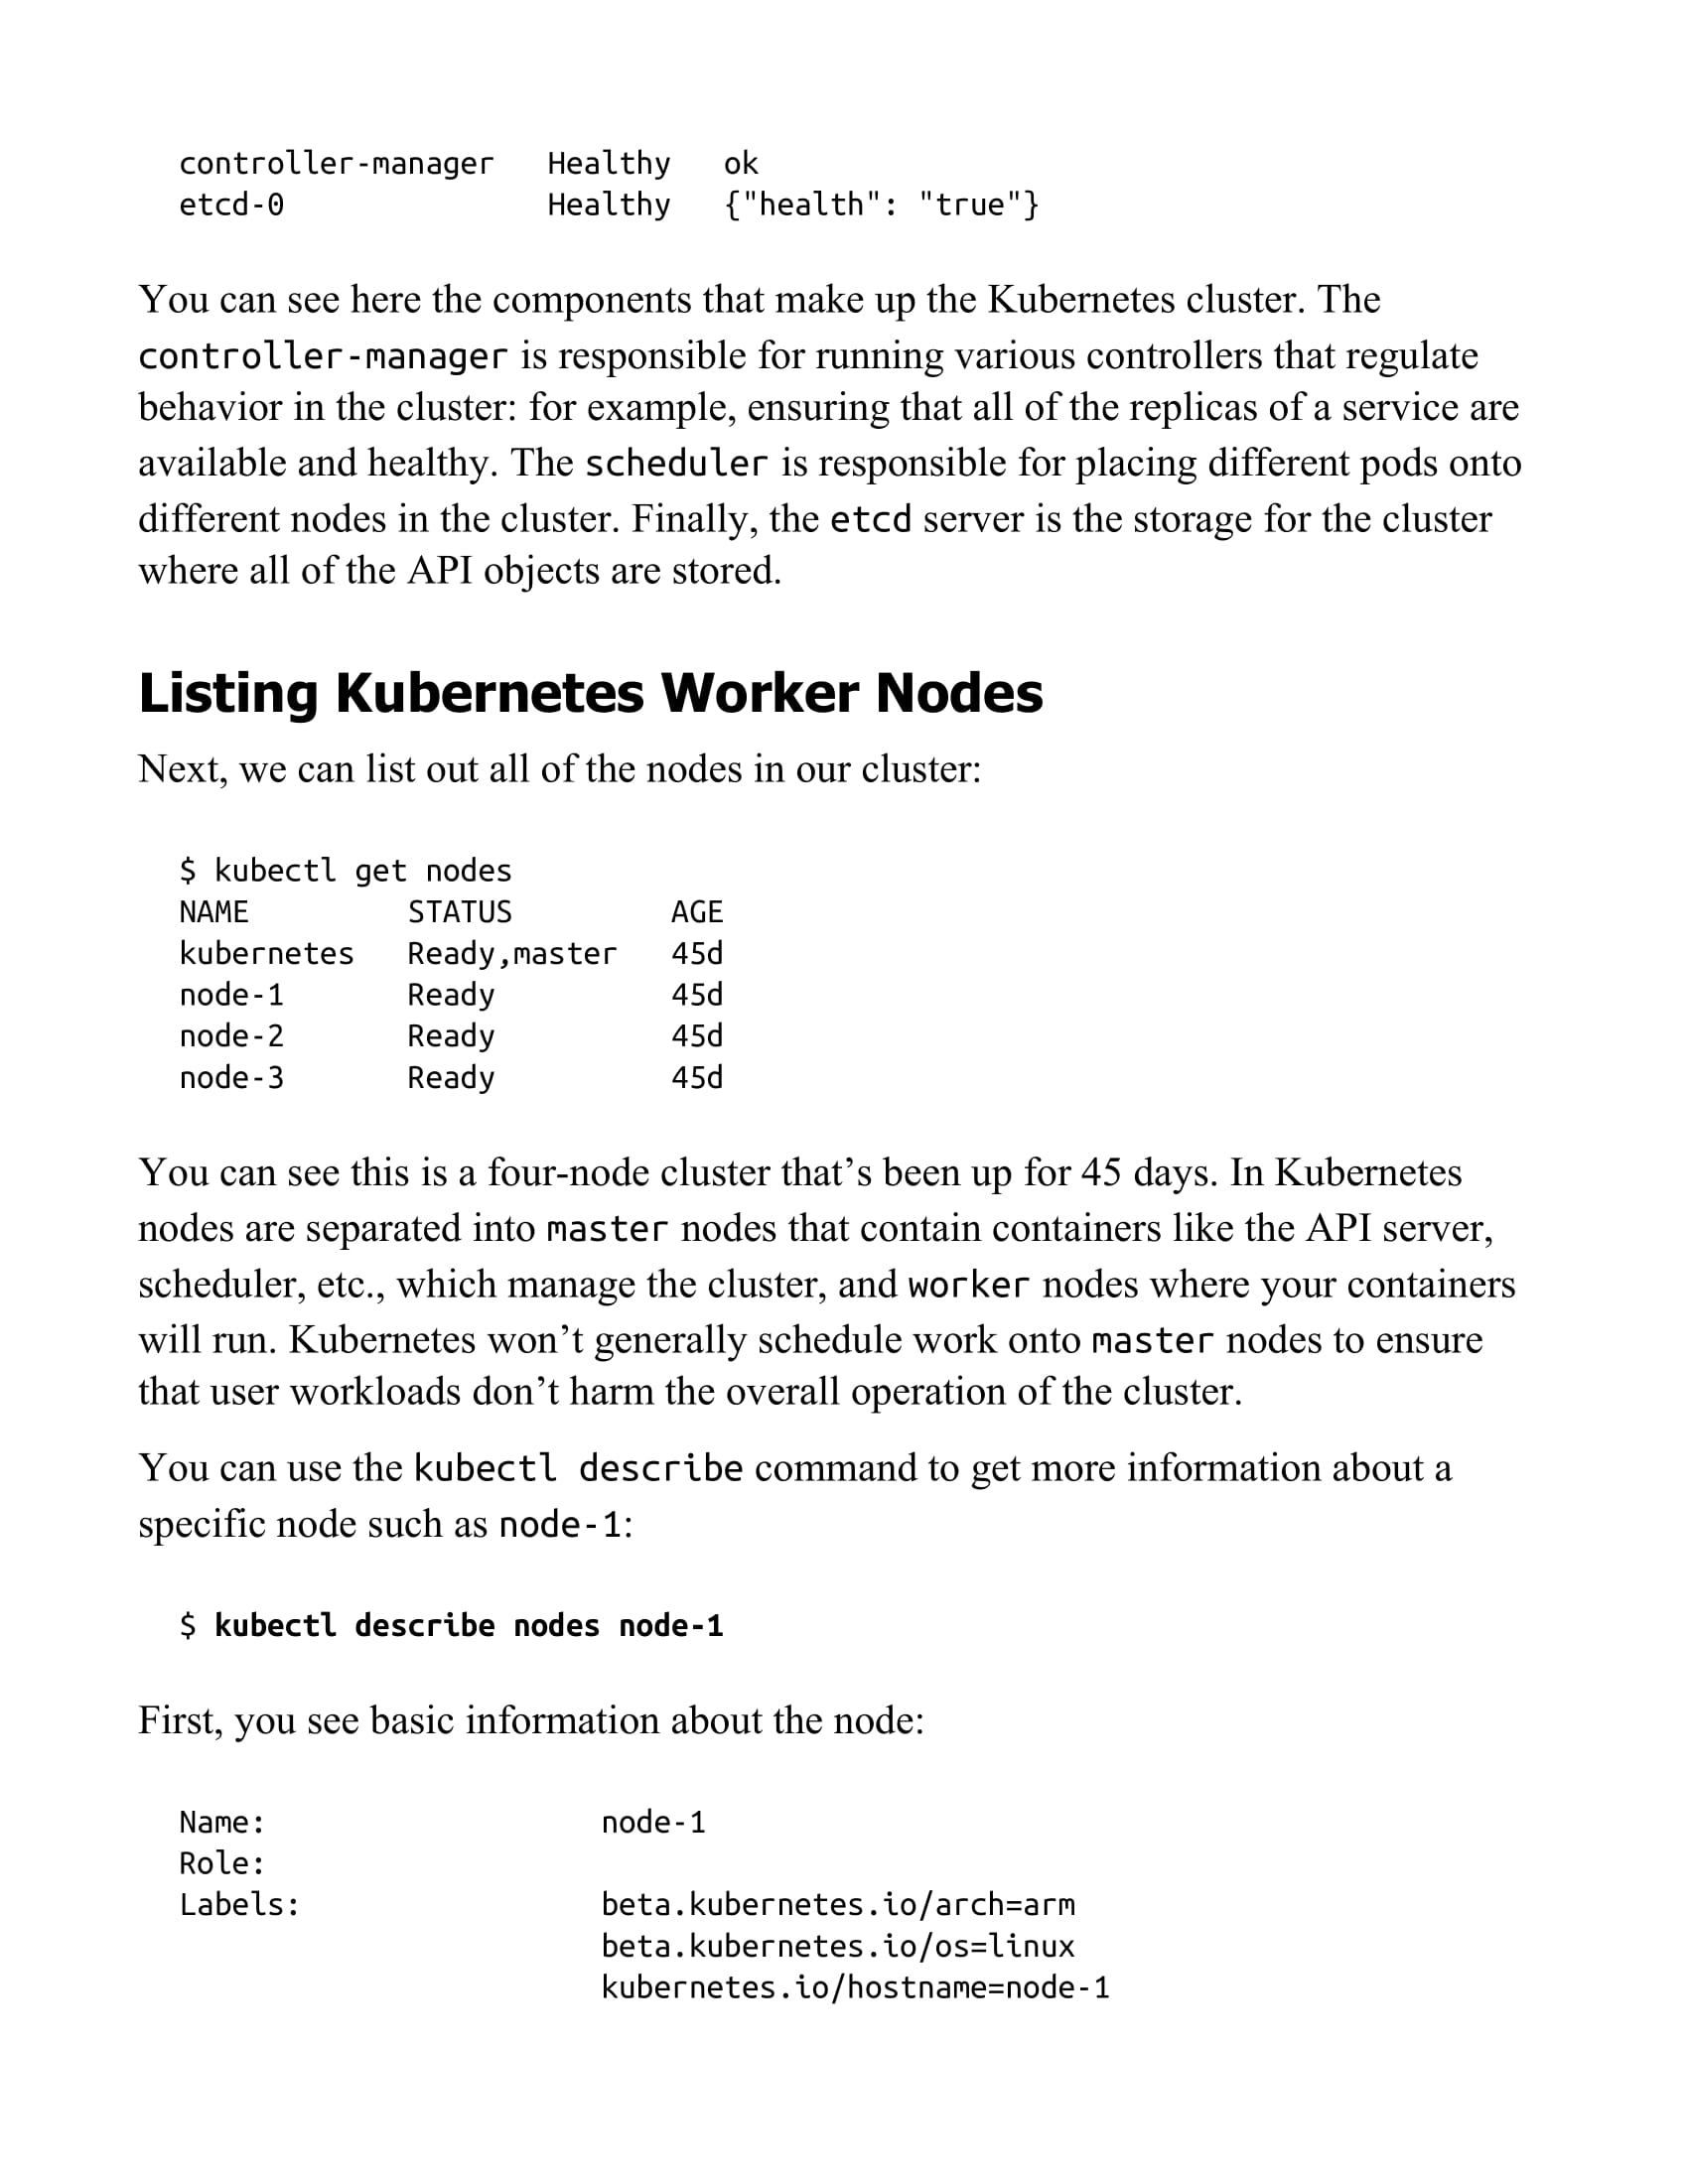 controller-manager   Healthy   ok
etcd-0               Healthy   {"health": "true"}
You can see here the components that make up the Kubernetes cluster. The
controller-manager is responsible for running various controllers that regulate
behavior in the cluster: for example, ensuring that all of the replicas of a service are
available and healthy. The scheduler is responsible for placing different pods onto
different nodes in the cluster. Finally, the etcd server is the storage for the cluster
where all of the API objects are stored.
Listing Kubernetes Worker Nodes
Next, we can list out all of the nodes in our cluster:
$ kubectl get nodes
NAME         STATUS         AGE
kubernetes   Ready,master   45d
node-1       Ready          45d
node-2       Ready          45d
node-3       Ready          45d
You can see this is a four-node cluster that’s been up for 45 days. In Kubernetes
nodes are separated into master nodes that contain containers like the API server,
scheduler, etc., which manage the cluster, and worker nodes where your containers
will run. Kubernetes won’t generally schedule work onto master nodes to ensure
that user workloads don’t harm the overall operation of the cluster.
You can use the kubectl describe command to get more information about a
specific node such as node-1:
$ kubectl describe nodes node-1
First, you see basic information about the node:
Name:                   node-1
Role:
Labels:                 beta.kubernetes.io/arch=arm
                        beta.kubernetes.io/os=linux
                        kubernetes.io/hostname=node-1